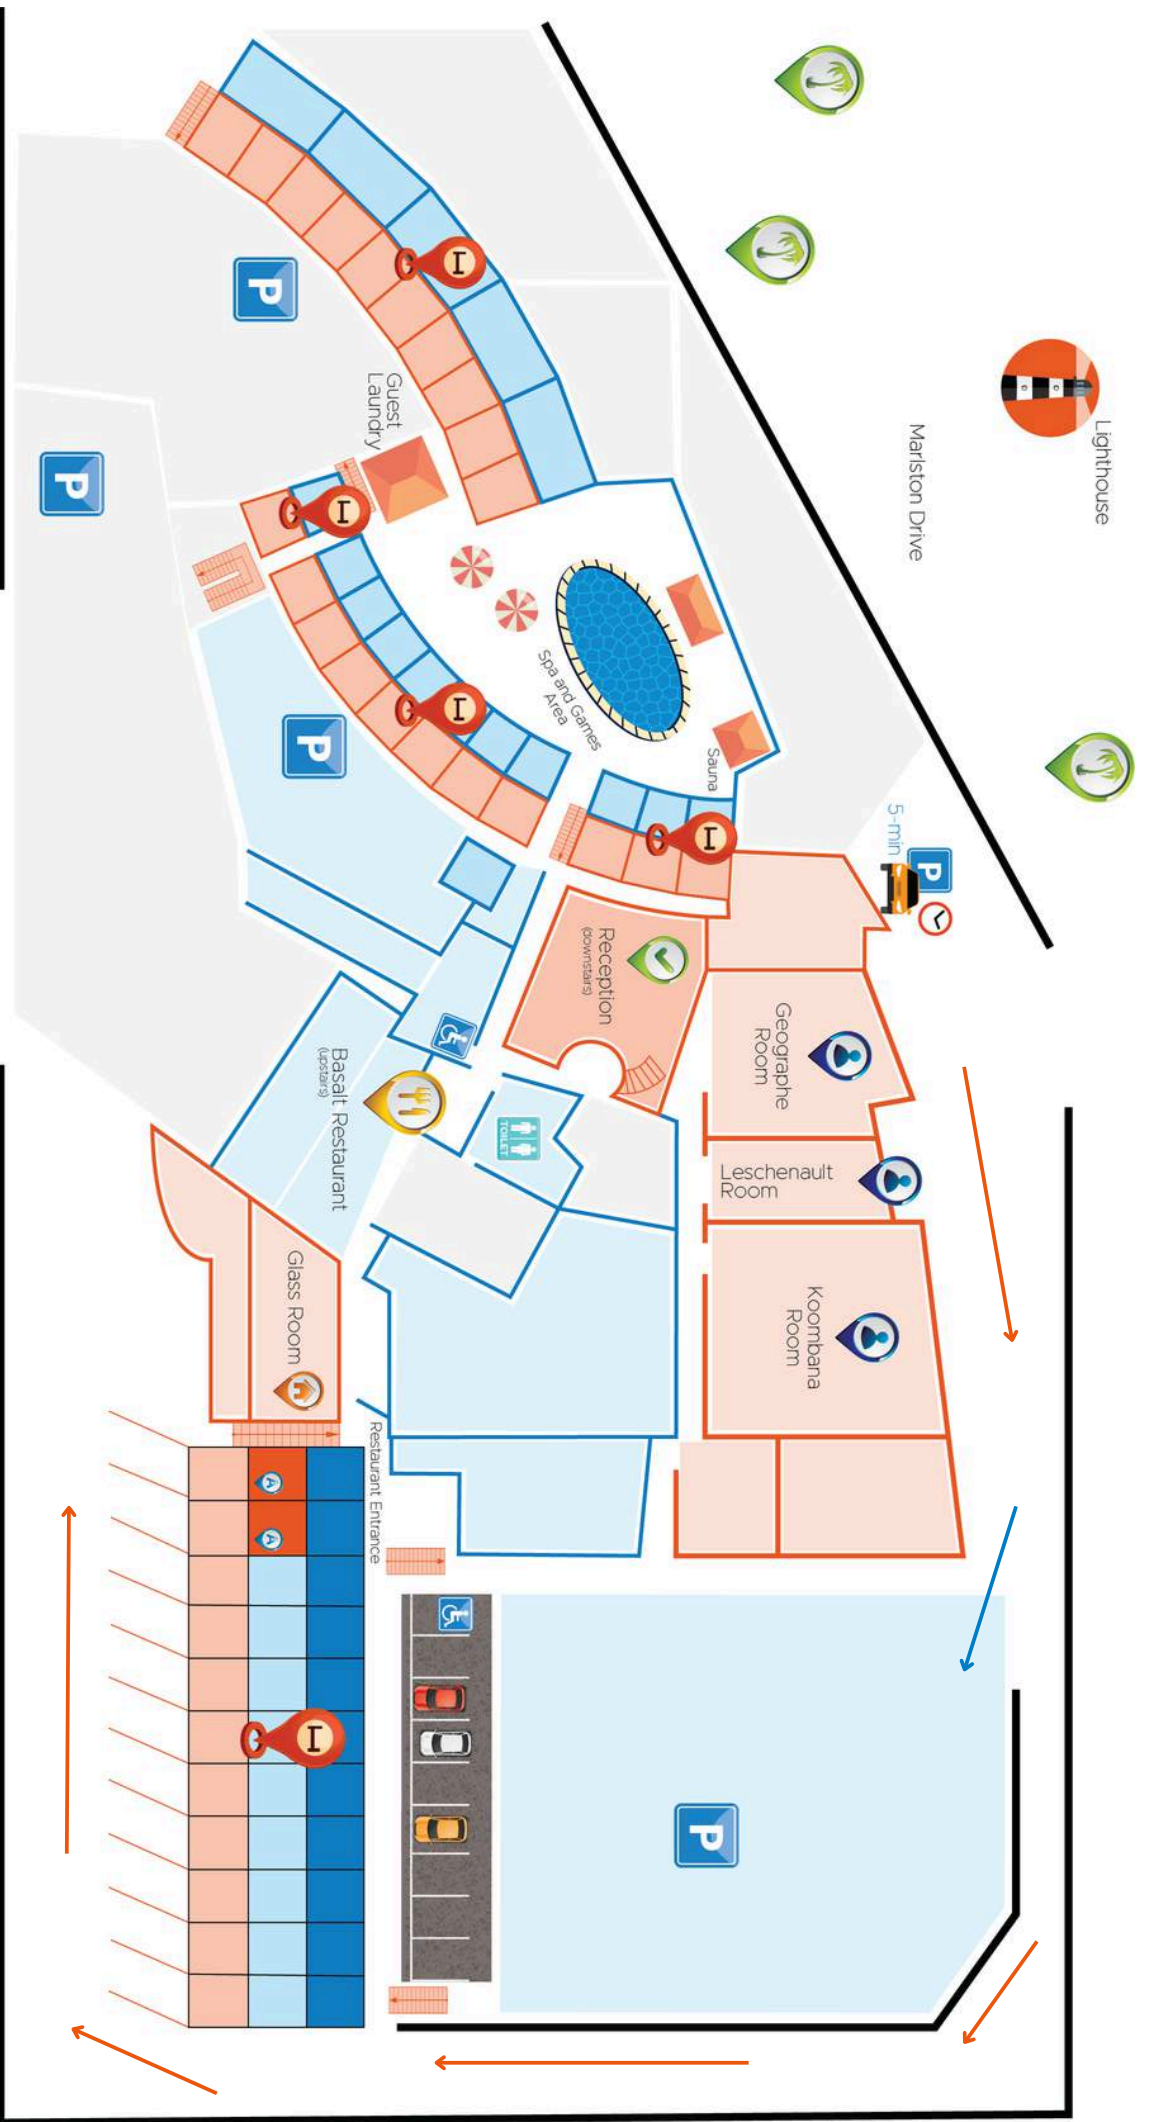 Lighthouse
Marlston Drive
5-min
P
P
P
P
P
Guest
Laundry
Spa and Games
Area
Sauna
I
I
I
I
I
Reception
(downstairs)
Geographe
Room
Leschenault
Room
Koombana
Room
TOILET
Basalt Restaurant
(upstairs)
Glass Room
Restaurant Entrance
A
A